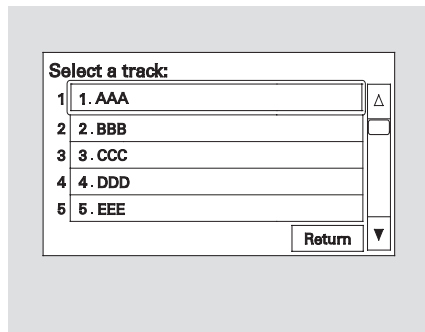 Select a track:
1 1. AAA
2 2. BBB
3 3. CCC
4 4. DDD
5 5. EEE
Return